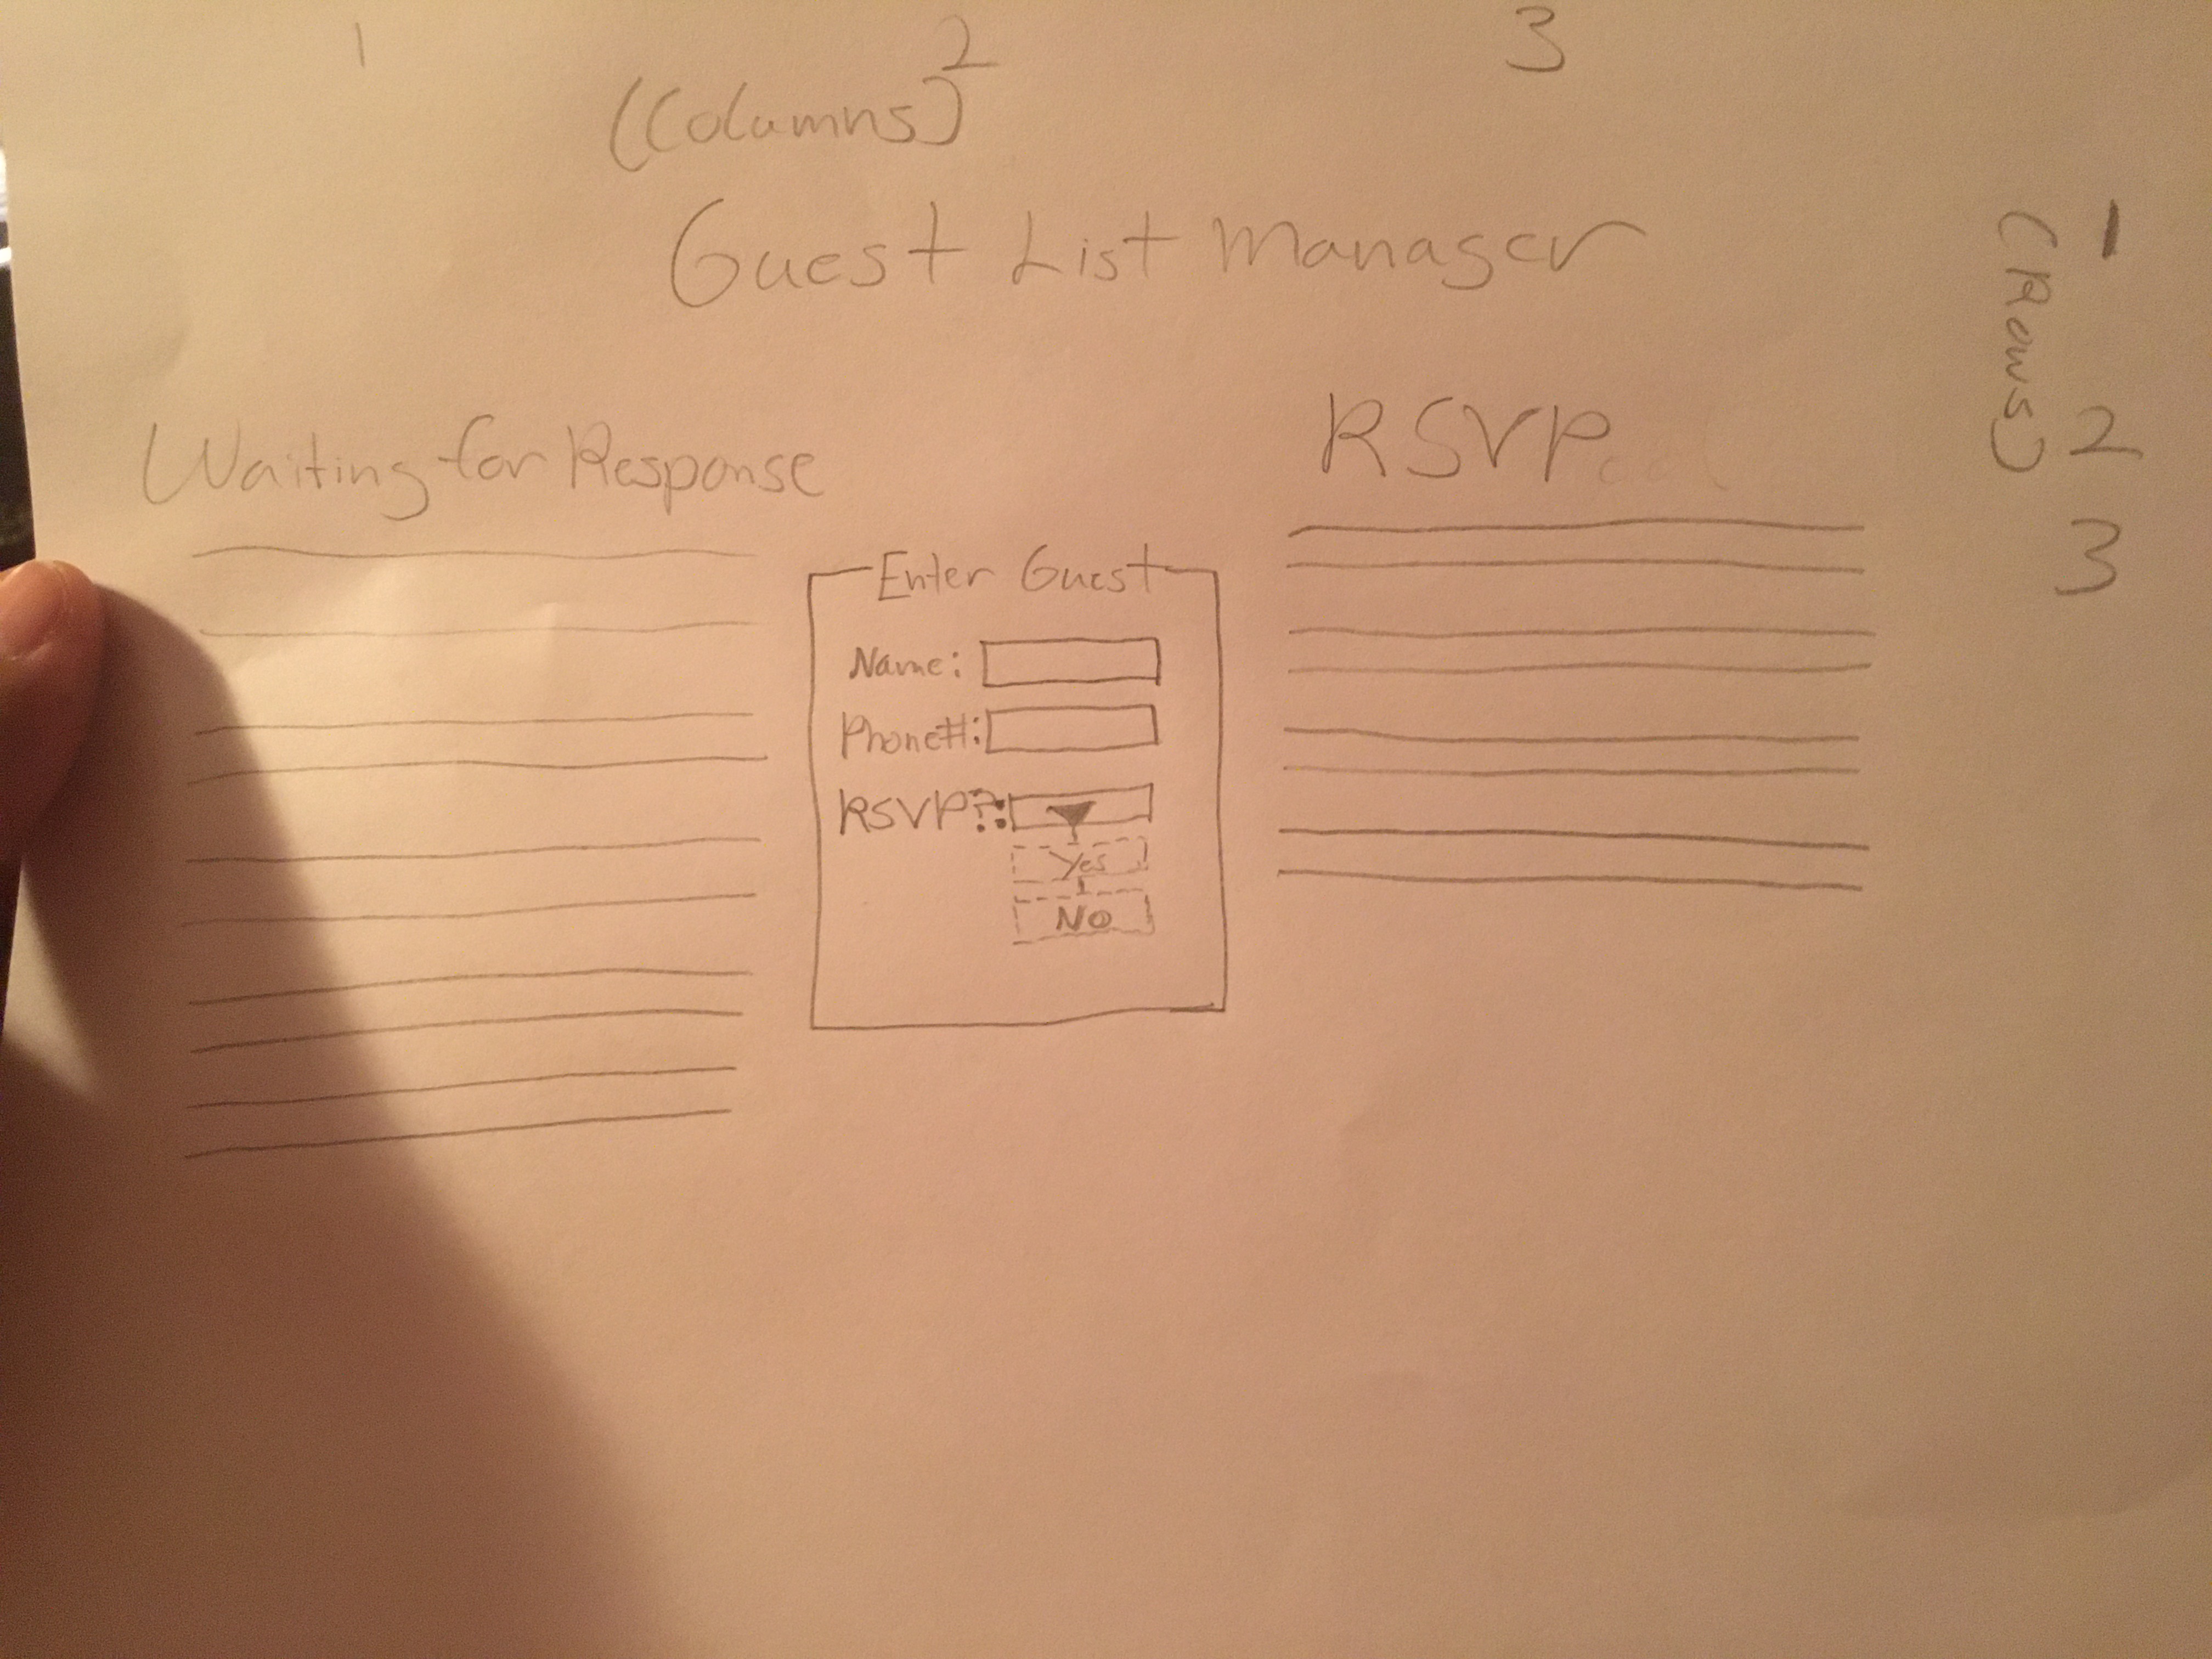 1 2 3
(Columns)
Guest List Manager
1
(Rows)
2
3
Waiting for Response
RSVP
Enter Guest
Name:
Phone#:
RSVP?:
Yes
No